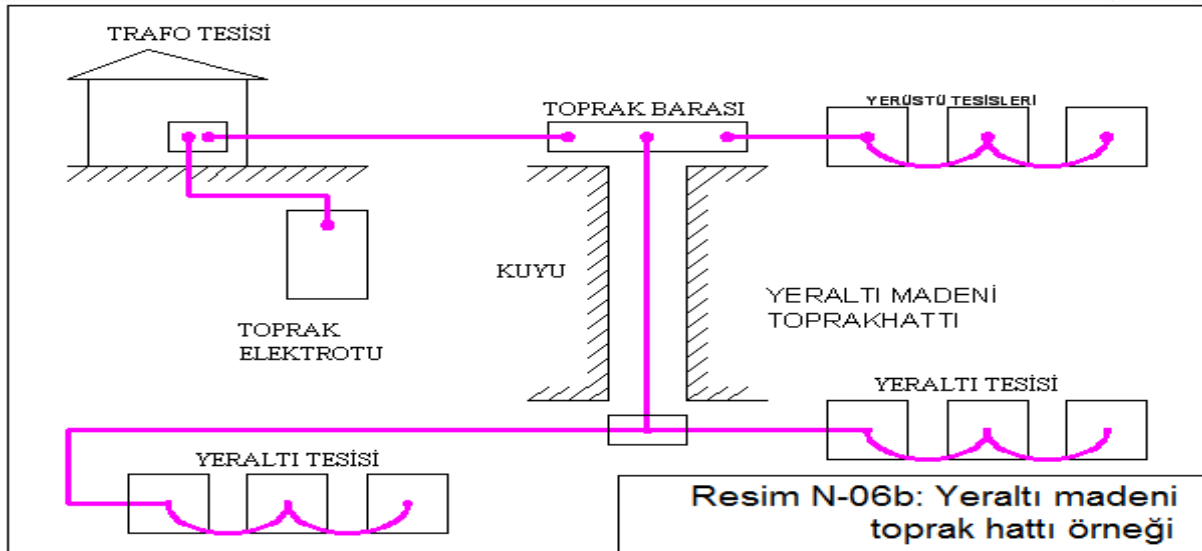 TRAFO TESİSİ
TOPRAK BARASI
YERÜSTÜ TESİSLERİ
KUYU
YERALTI MADENİ
TOPRAKHATTI
TOPRAK
ELEKTROTU
YERALTI TESİSİ
YERALTI TESİSİ
Resim N-06b: Yeraltı madeni
toprak hattı örneği